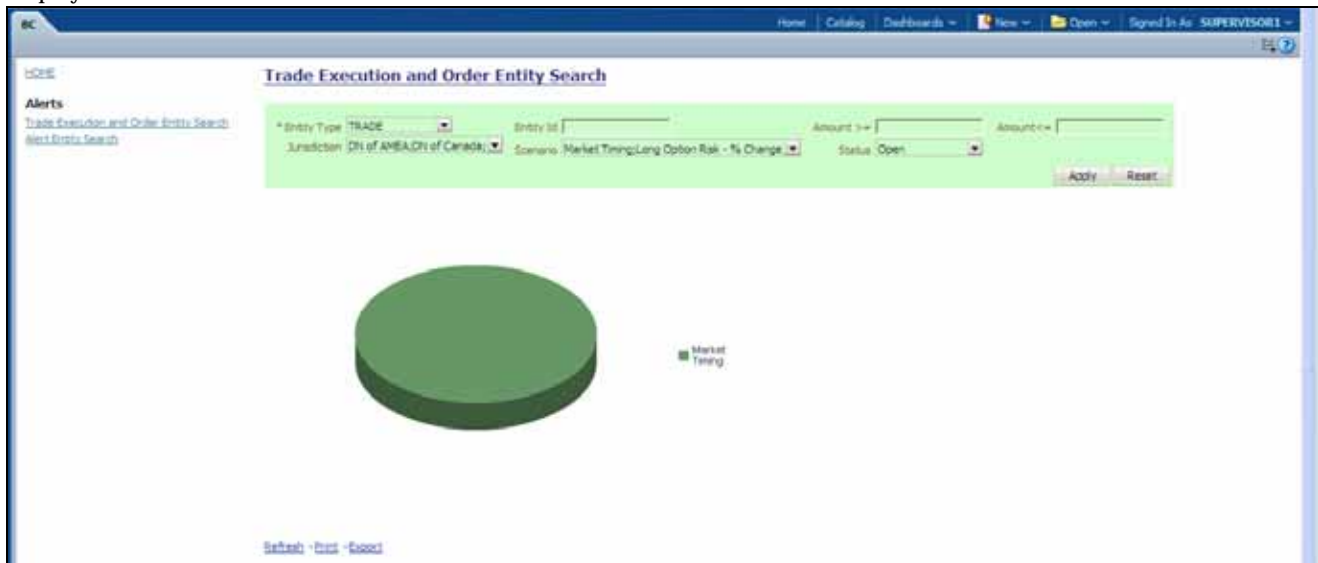 BC Home Catalog Dashboards New Open Signed In As SUPERVISOR1
HOME
Trade Execution and Order Entity Search
Alerts
Trade Execution and Order Entity Search
Alert Entity Search
* Entity Type TRADE Entity Id Amount >= Amount<=
Jurisdiction DN of AMEA;DN of Canada; Scenario Market Timing;Long Option Risk - % Change Status Open
Apply Reset
Market
Timing
Refresh - Print - Export